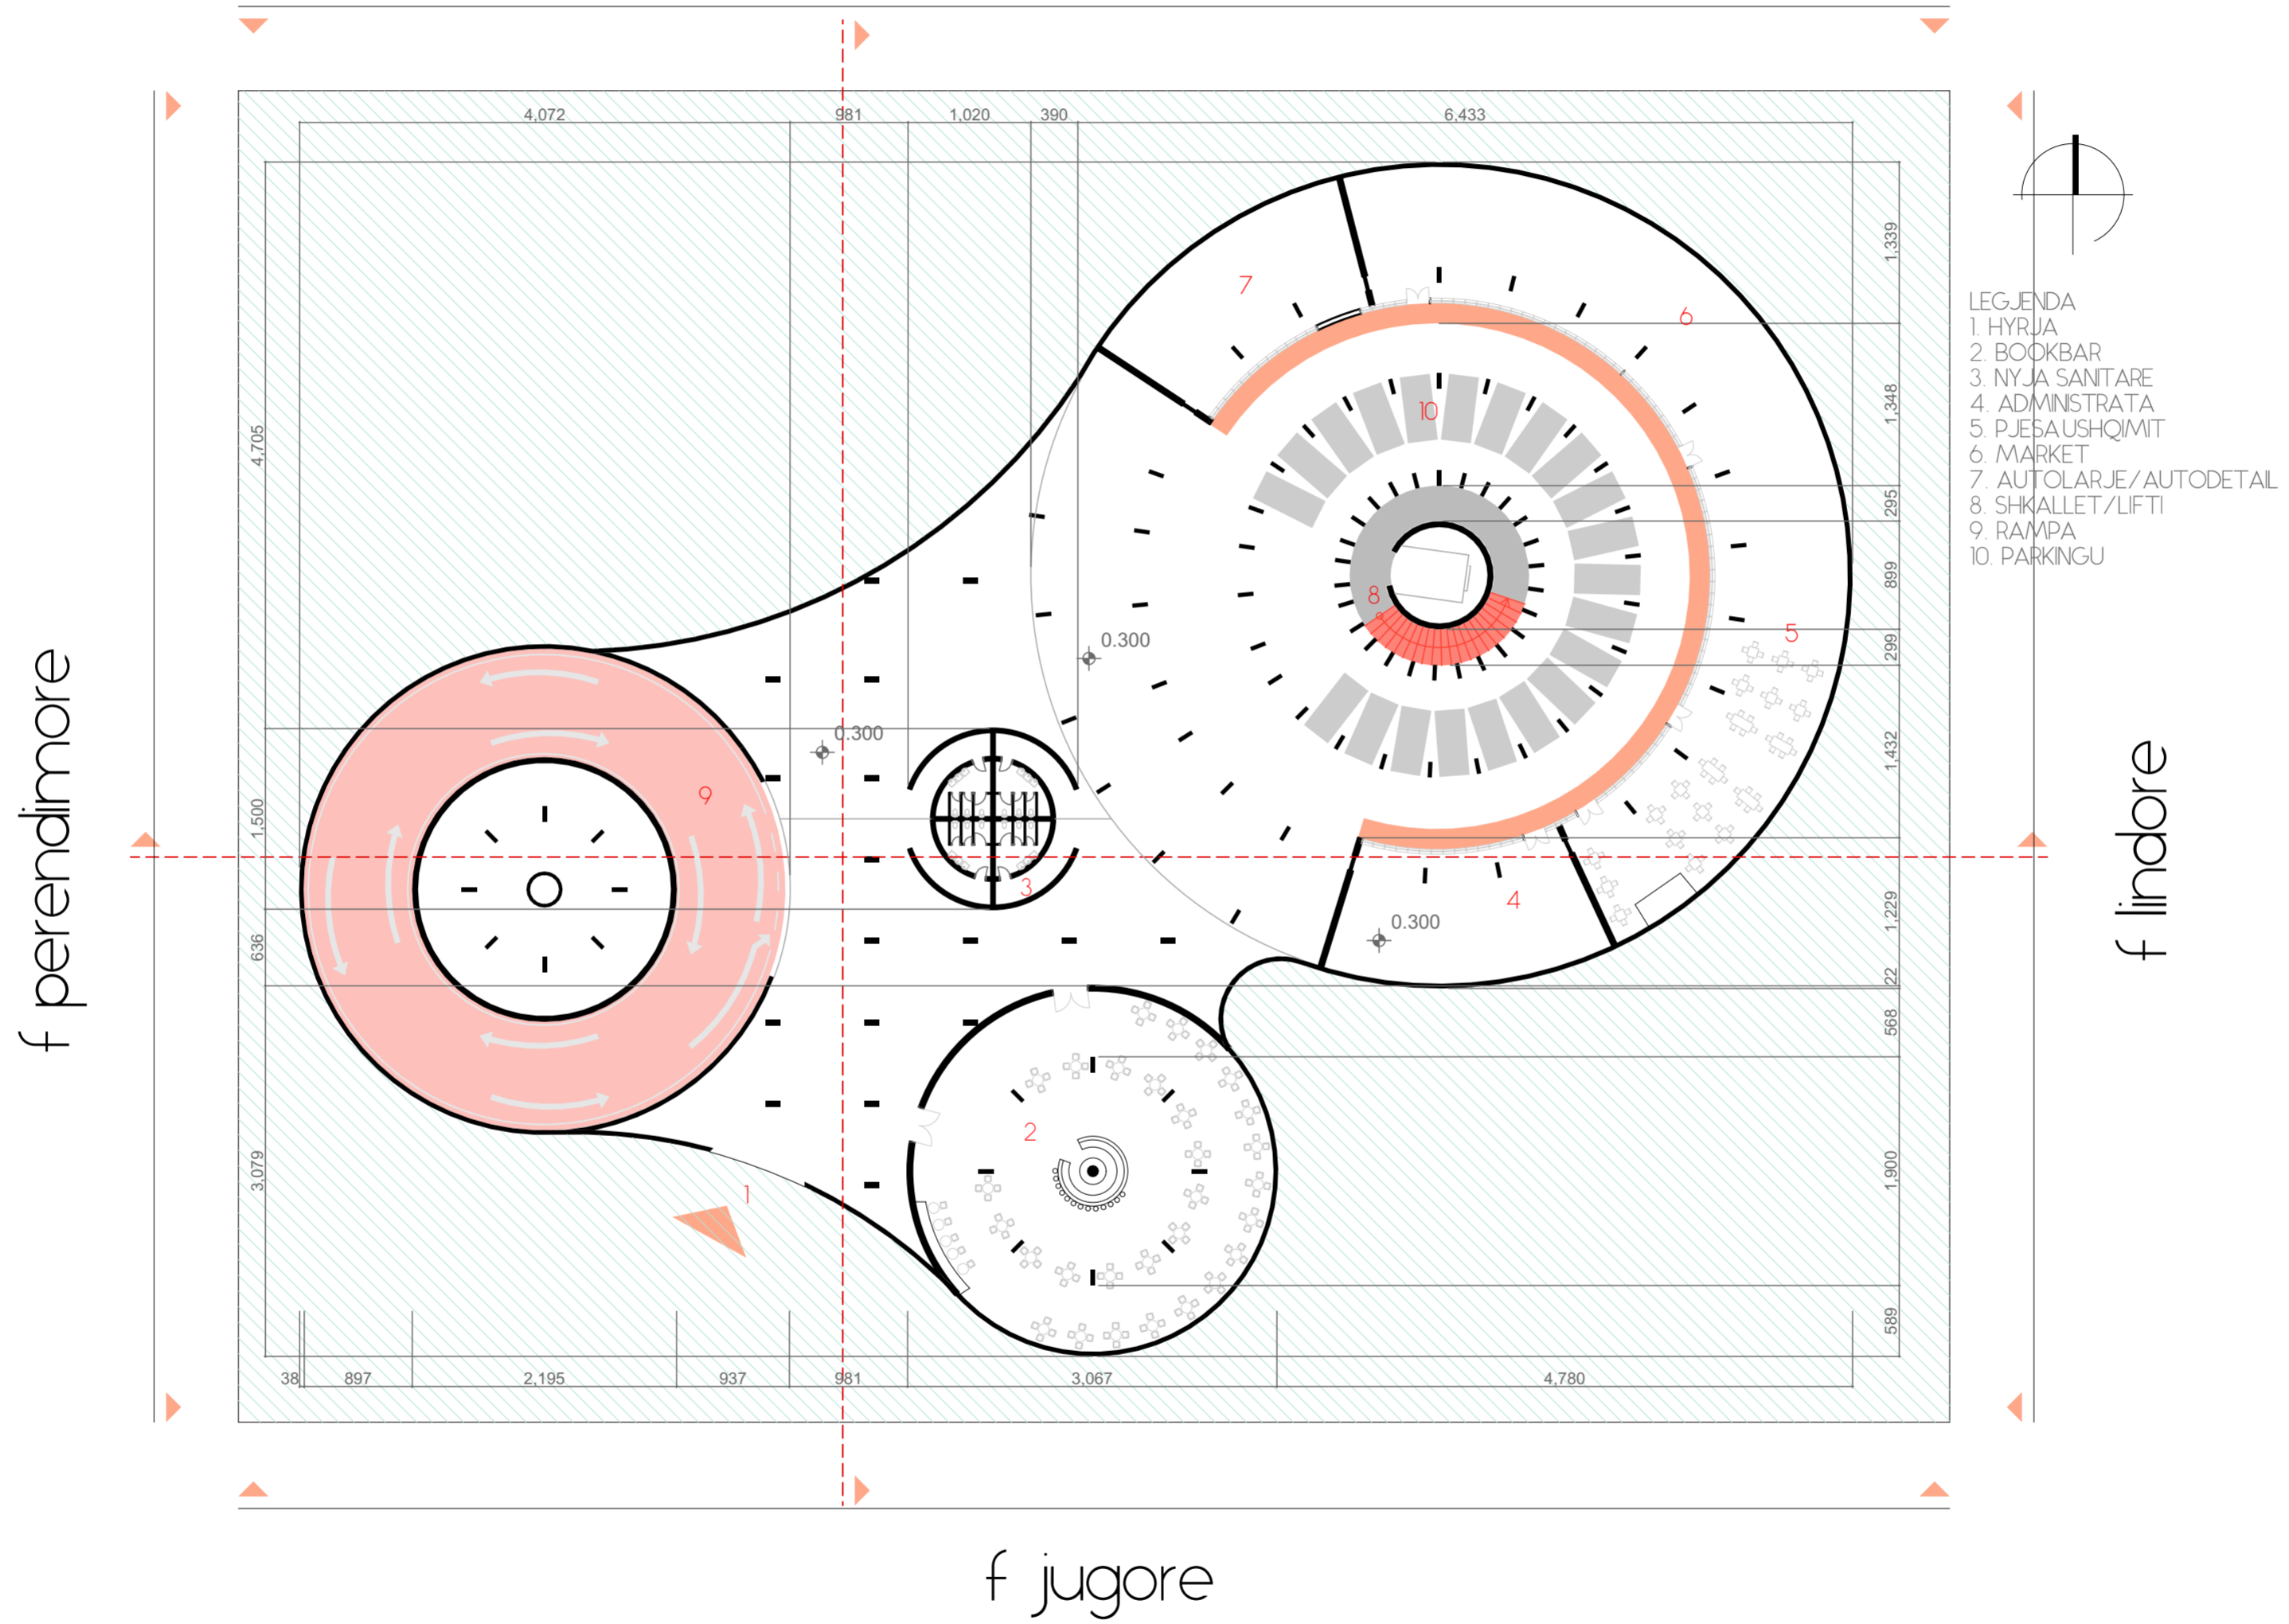 4,072
981
1,020
390
6,433
LEGJENDA
1. HYRJA
2. BOOKBAR
3. NYJA SANITARE
4. ADMINISTRATA
5. PJESA USHQIMIT
6. MARKET
7. AUTOLARJE/AUTODETAIL
8. SHKALLET/LIFTI
9. RAMPA
10. PARKINGU
7
6
10
8
5
0.300
0.300
9
3
4
0.300
2
1
4,705
1,500
636
3,079
1,339
1,348
295
899
299
1,432
1,229
22
568
1,900
589
38
897
2,195
937
981
3,067
4,780
f perendimore
f lindore
f jugore